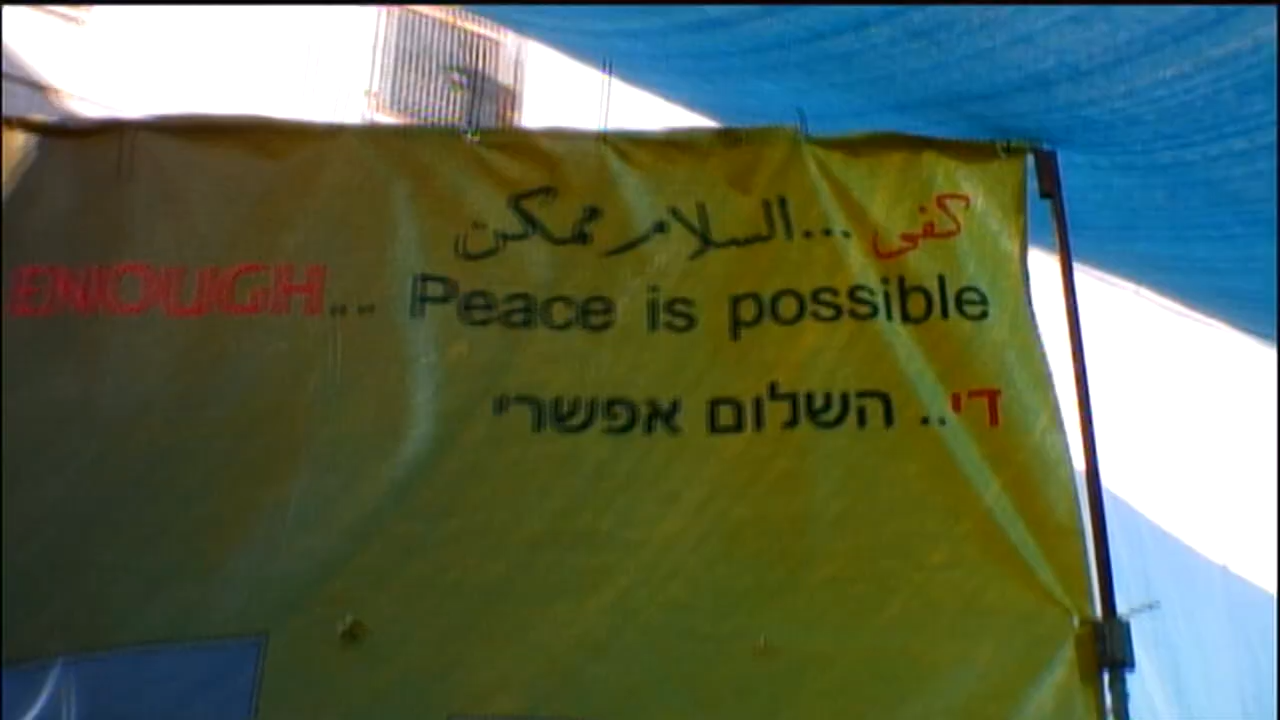 كفى ...السلام ممكن
ENOUGH... Peace is possible
די.. השלום אפשרי